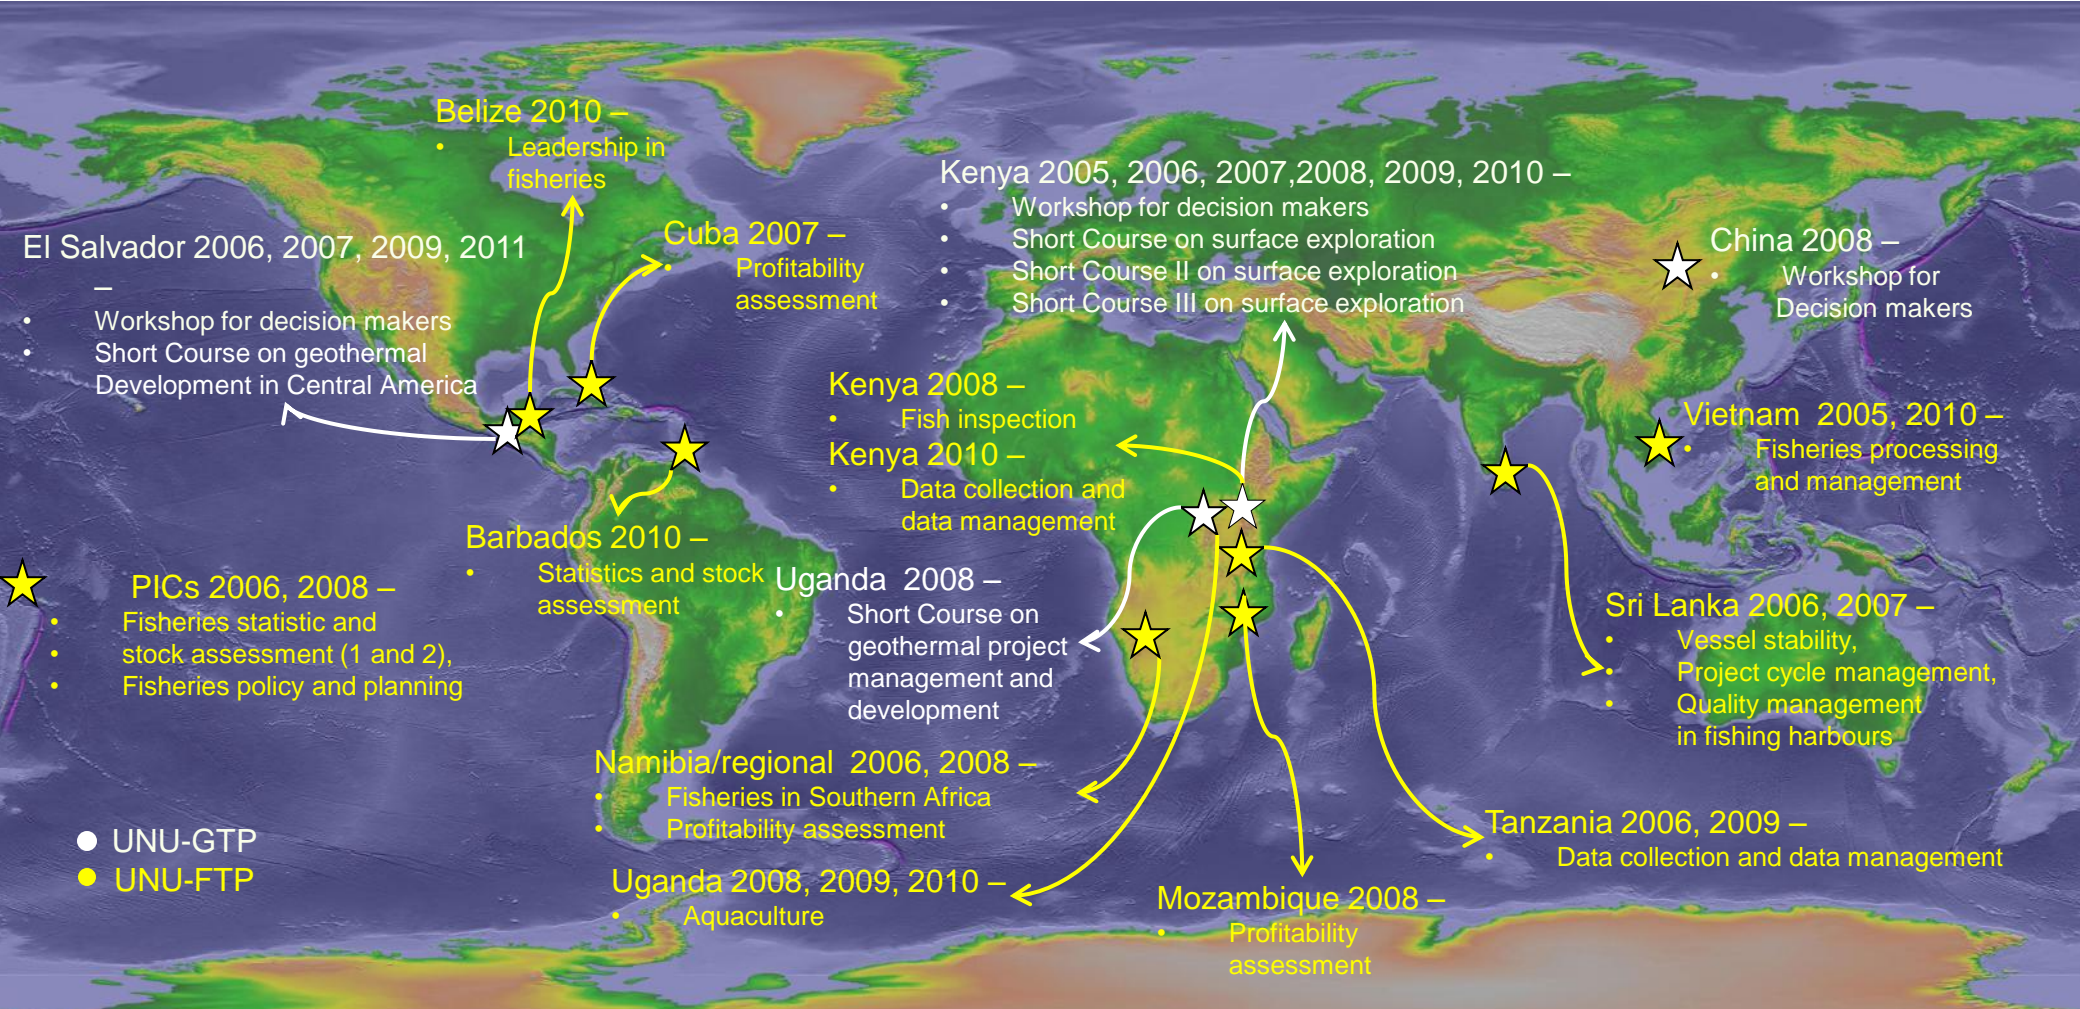 Belize 2010 –
• Leadership in
fisheries
Kenya 2005, 2006, 2007,2008, 2009, 2010 –
• Workshop for decision makers
• Short Course on surface exploration
• Short Course II on surface exploration
• Short Course III on surface exploration
El Salvador 2006, 2007, 2009, 2011
–
• Workshop for decision makers
• Short Course on geothermal
Development in Central America
Cuba 2007 –
• Profitability
assessment
China 2008 –
• Workshop for
Decision makers
Kenya 2008 –
• Fish inspection
Kenya 2010 –
• Data collection and
data management
Vietnam  2005, 2010 –
• Fisheries processing
and management
Barbados 2010 –
• Statistics and stock
assessment
PICs 2006, 2008 –
• Fisheries statistic and
• stock assessment (1 and 2),
• Fisheries policy and planning
Uganda  2008 –
• Short Course on
geothermal project
management and
development
Sri Lanka 2006, 2007 –
• Vessel stability,
• Project cycle management,
• Quality management
in fishing harbours
Namibia/regional  2006, 2008 –
• Fisheries in Southern Africa
• Profitability assessment
Tanzania 2006, 2009 –
• Data collection and data management
UNU-GTP
UNU-FTP
Uganda 2008, 2009, 2010 –
• Aquaculture
Mozambique 2008 –
• Profitability
assessment